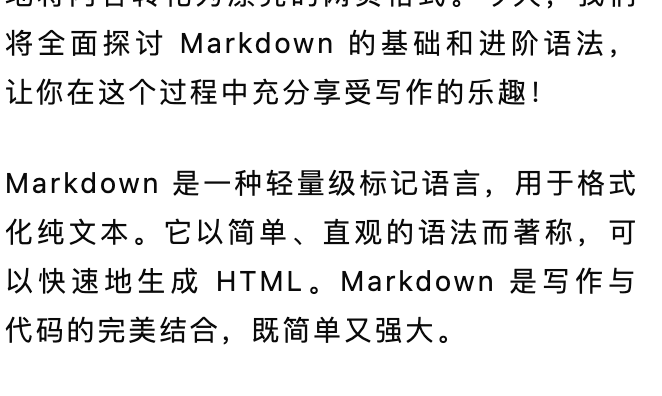 将全面探讨 Markdown 的基础和进阶语法，
让你在这个过程中充分享受写作的乐趣！
Markdown 是一种轻量级标记语言，用于格式
化纯文本。它以简单、直观的语法而著称，可
以快速地生成 HTML。Markdown 是写作与
代码的完美结合，既简单又强大。